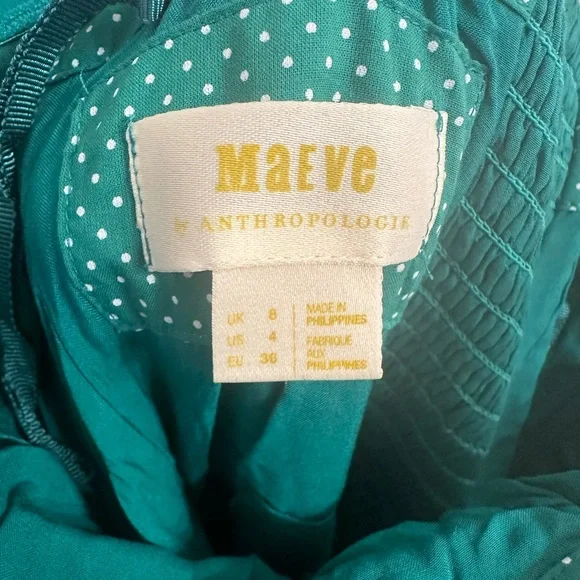 MaEve
by ANTHROPOLOGIE
UK 8
US 4
EU 36
MADE IN
PHILIPPINES
FABRIQUE
AUX
PHILIPPINES